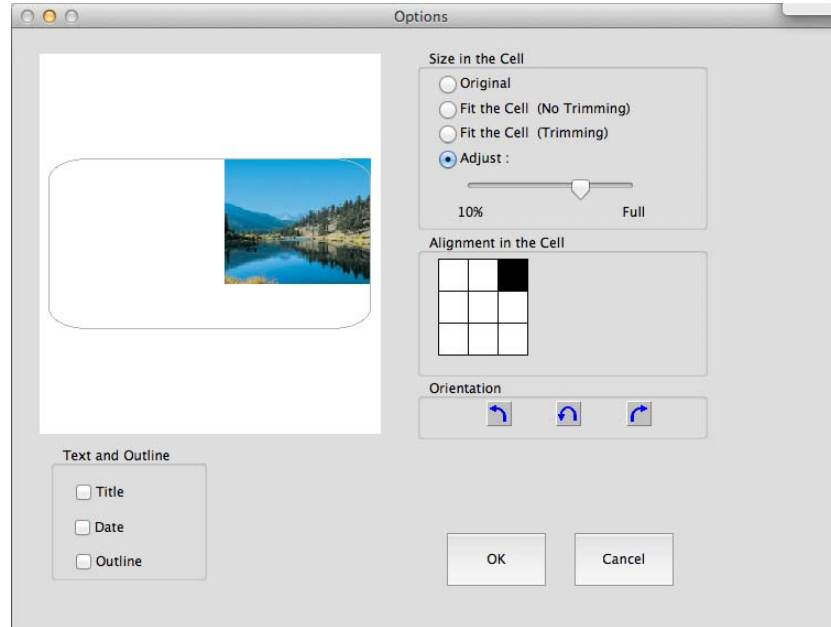 Options
Size in the Cell
Original
Fit the Cell (No Trimming)
Fit the Cell (Trimming)
Adjust :
10% Full
Alignment in the Cell
Orientation
Text and Outline
Title
Date
Outline
OK Cancel